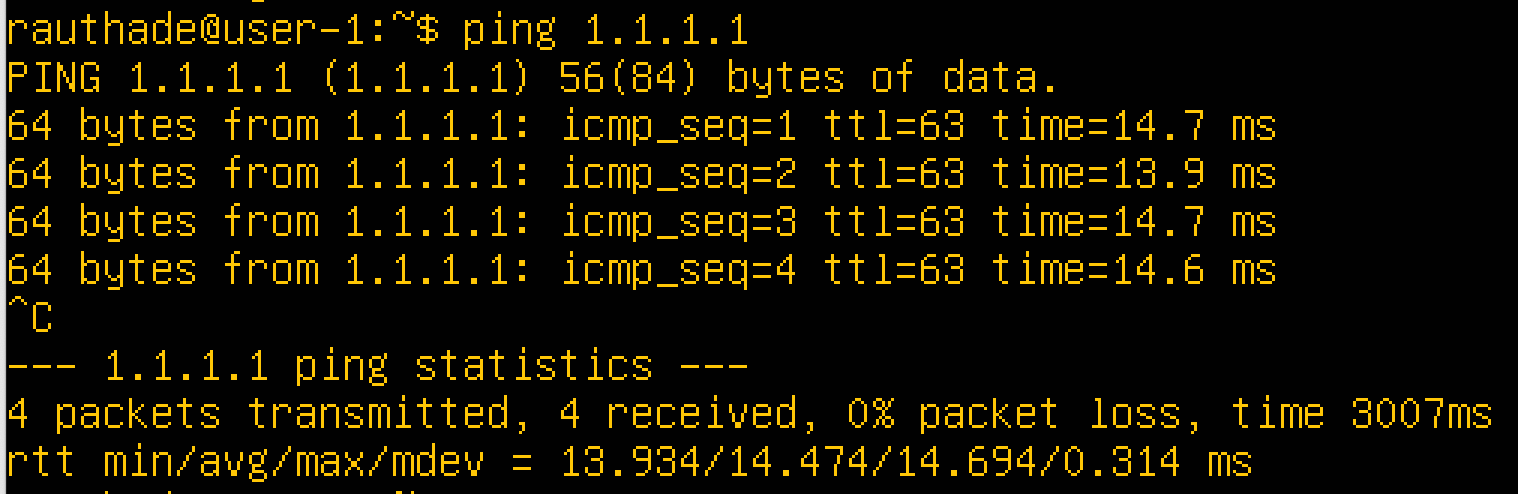 rauthade@user-1:~$ ping 1.1.1.1
PING 1.1.1.1 (1.1.1.1) 56(84) bytes of data.
64 bytes from 1.1.1.1: icmp_seq=1 ttl=63 time=14.7 ms
64 bytes from 1.1.1.1: icmp_seq=2 ttl=63 time=13.9 ms
64 bytes from 1.1.1.1: icmp_seq=3 ttl=63 time=14.7 ms
64 bytes from 1.1.1.1: icmp_seq=4 ttl=63 time=14.6 ms
^C
--- 1.1.1.1 ping statistics ---
4 packets transmitted, 4 received, 0% packet loss, time 3007ms
rtt min/avg/max/mdev = 13.934/14.474/14.694/0.314 ms